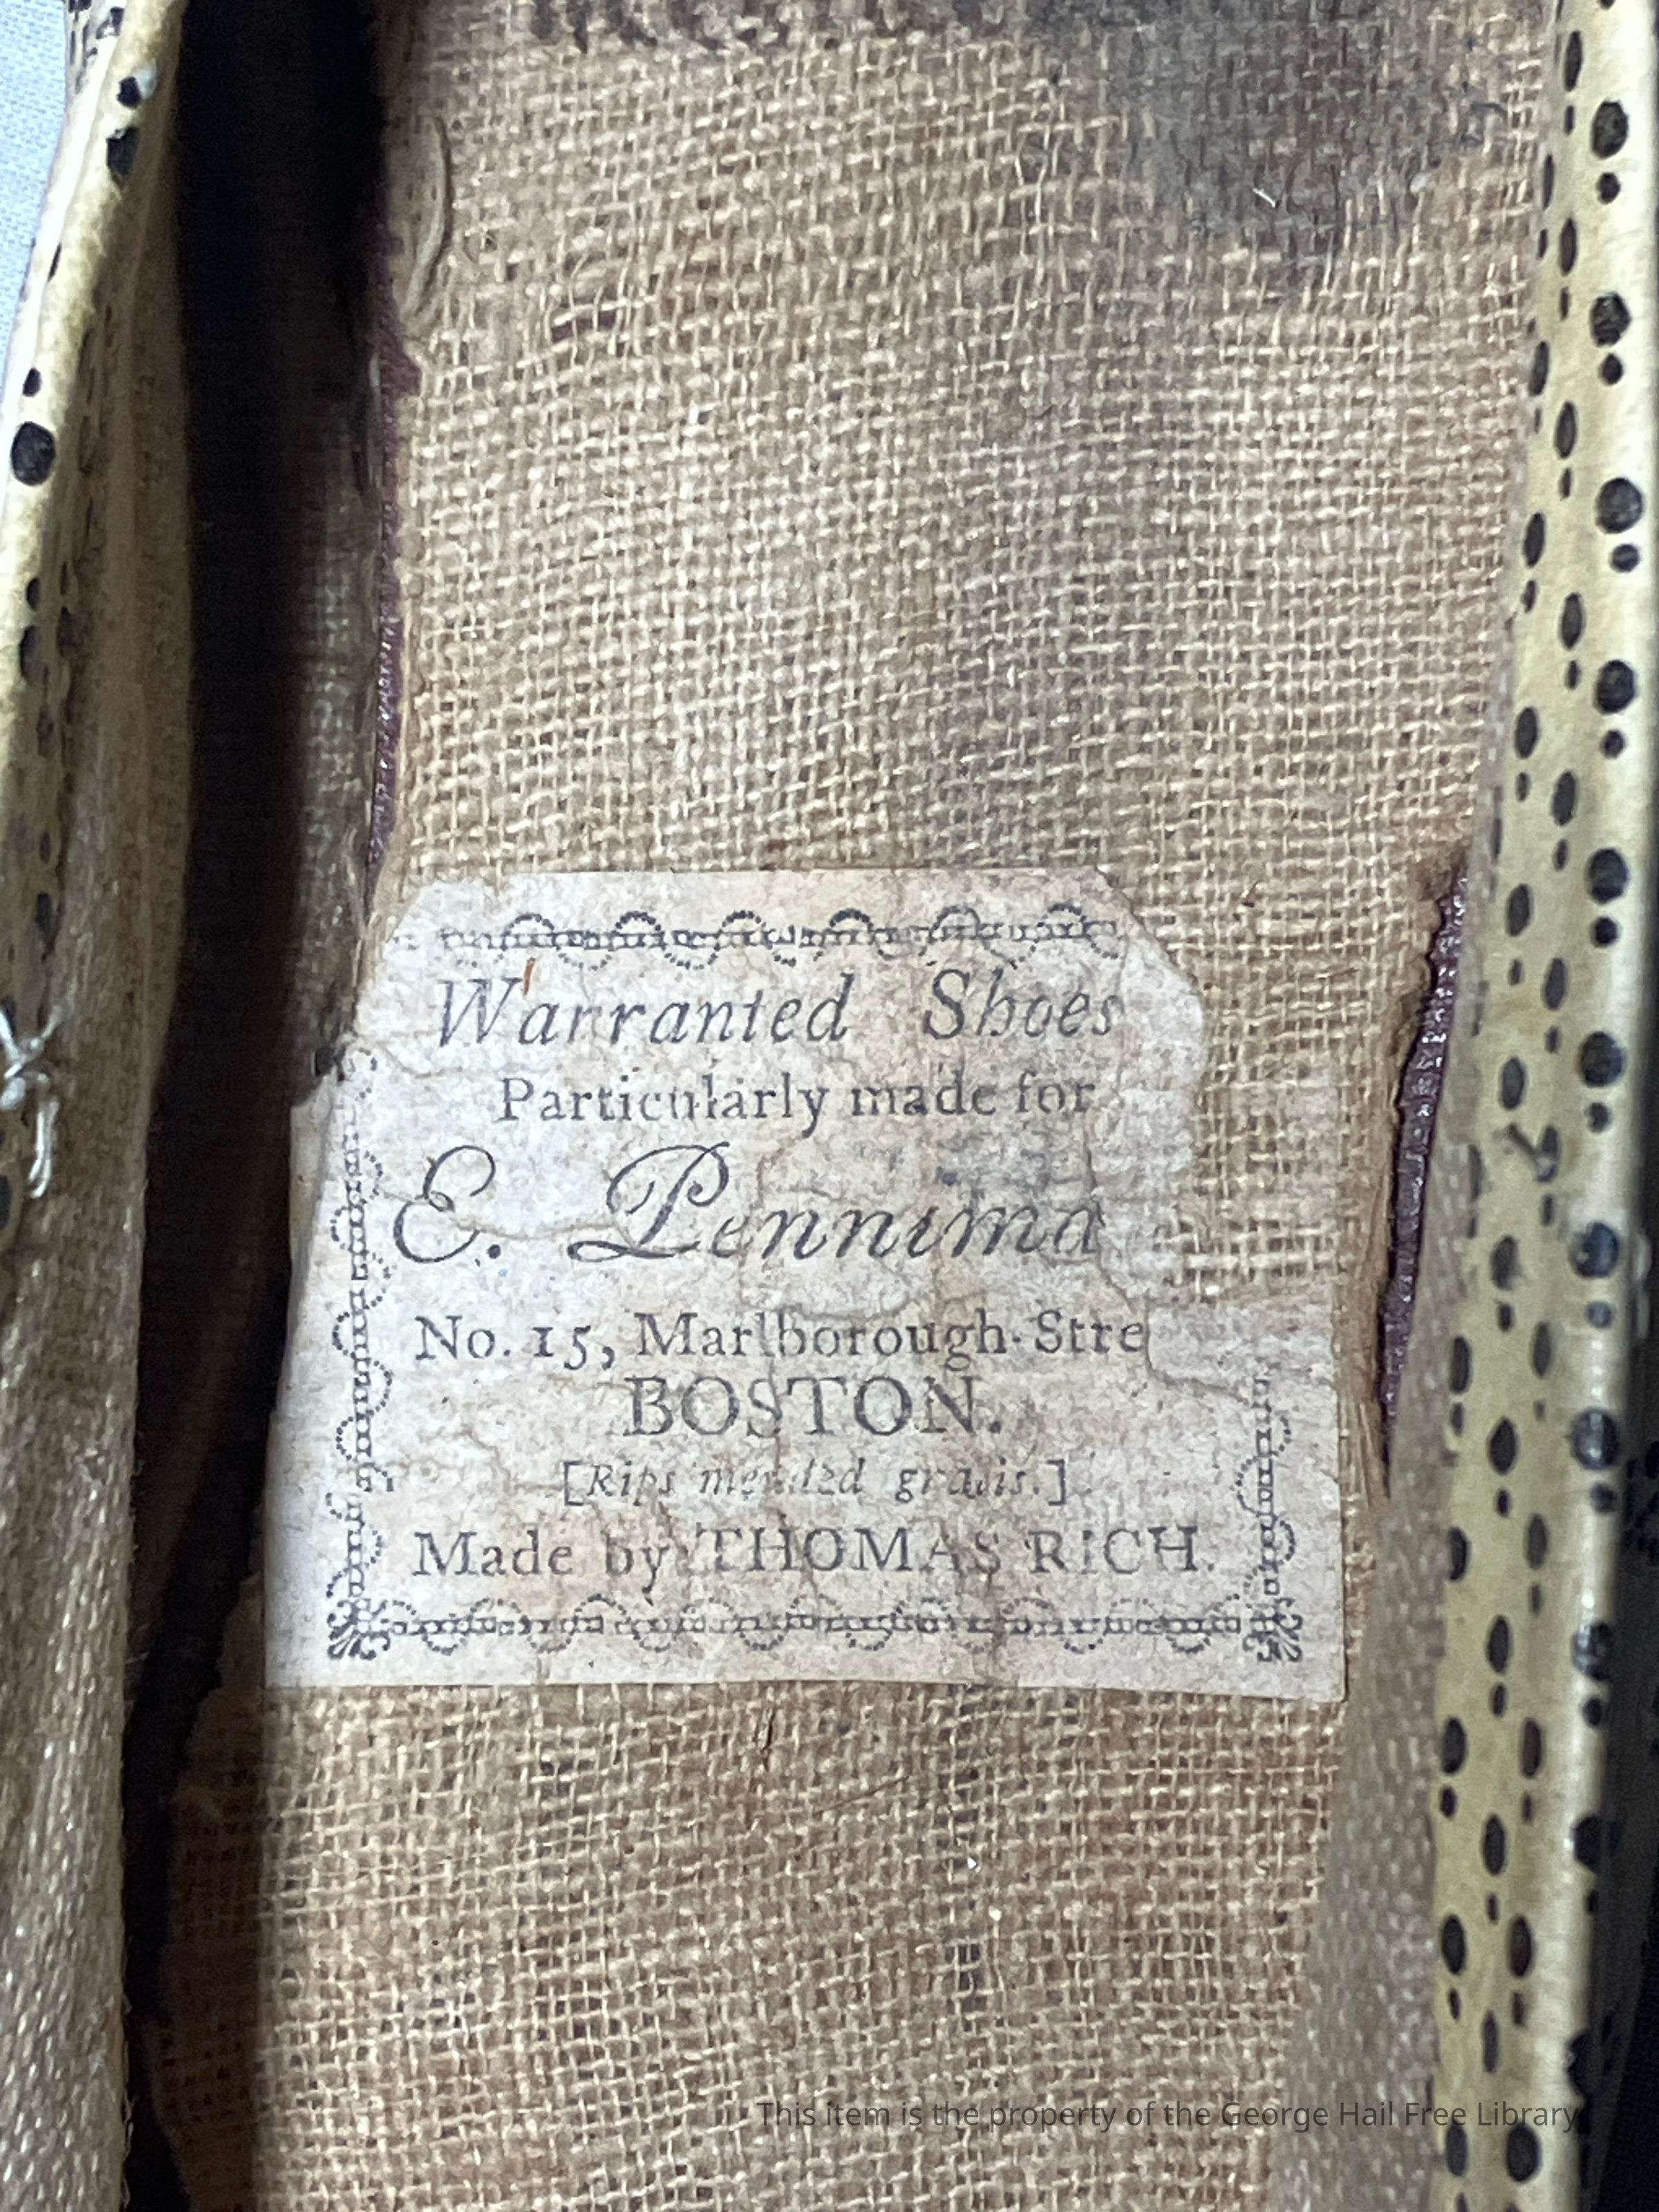 Warranted Shoes
Particularly made for
E. Pennima
No. 15, Marlborough-Stre
BOSTON.
[Rips mended gratis.]
Made by THOMAS RICH.
This item is the property of the George Hail Free Library.